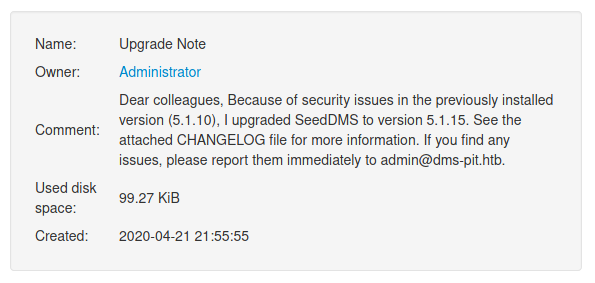 Name: Upgrade Note
Owner: Administrator
Comment: Dear colleagues, Because of security issues in the previously installed
version (5.1.10), I upgraded SeedDMS to version 5.1.15. See the
attached CHANGELOG file for more information. If you find any
issues, please report them immediately to admin@dms-pit.htb.
Used disk
space: 99.27 KiB
Created: 2020-04-21 21:55:55